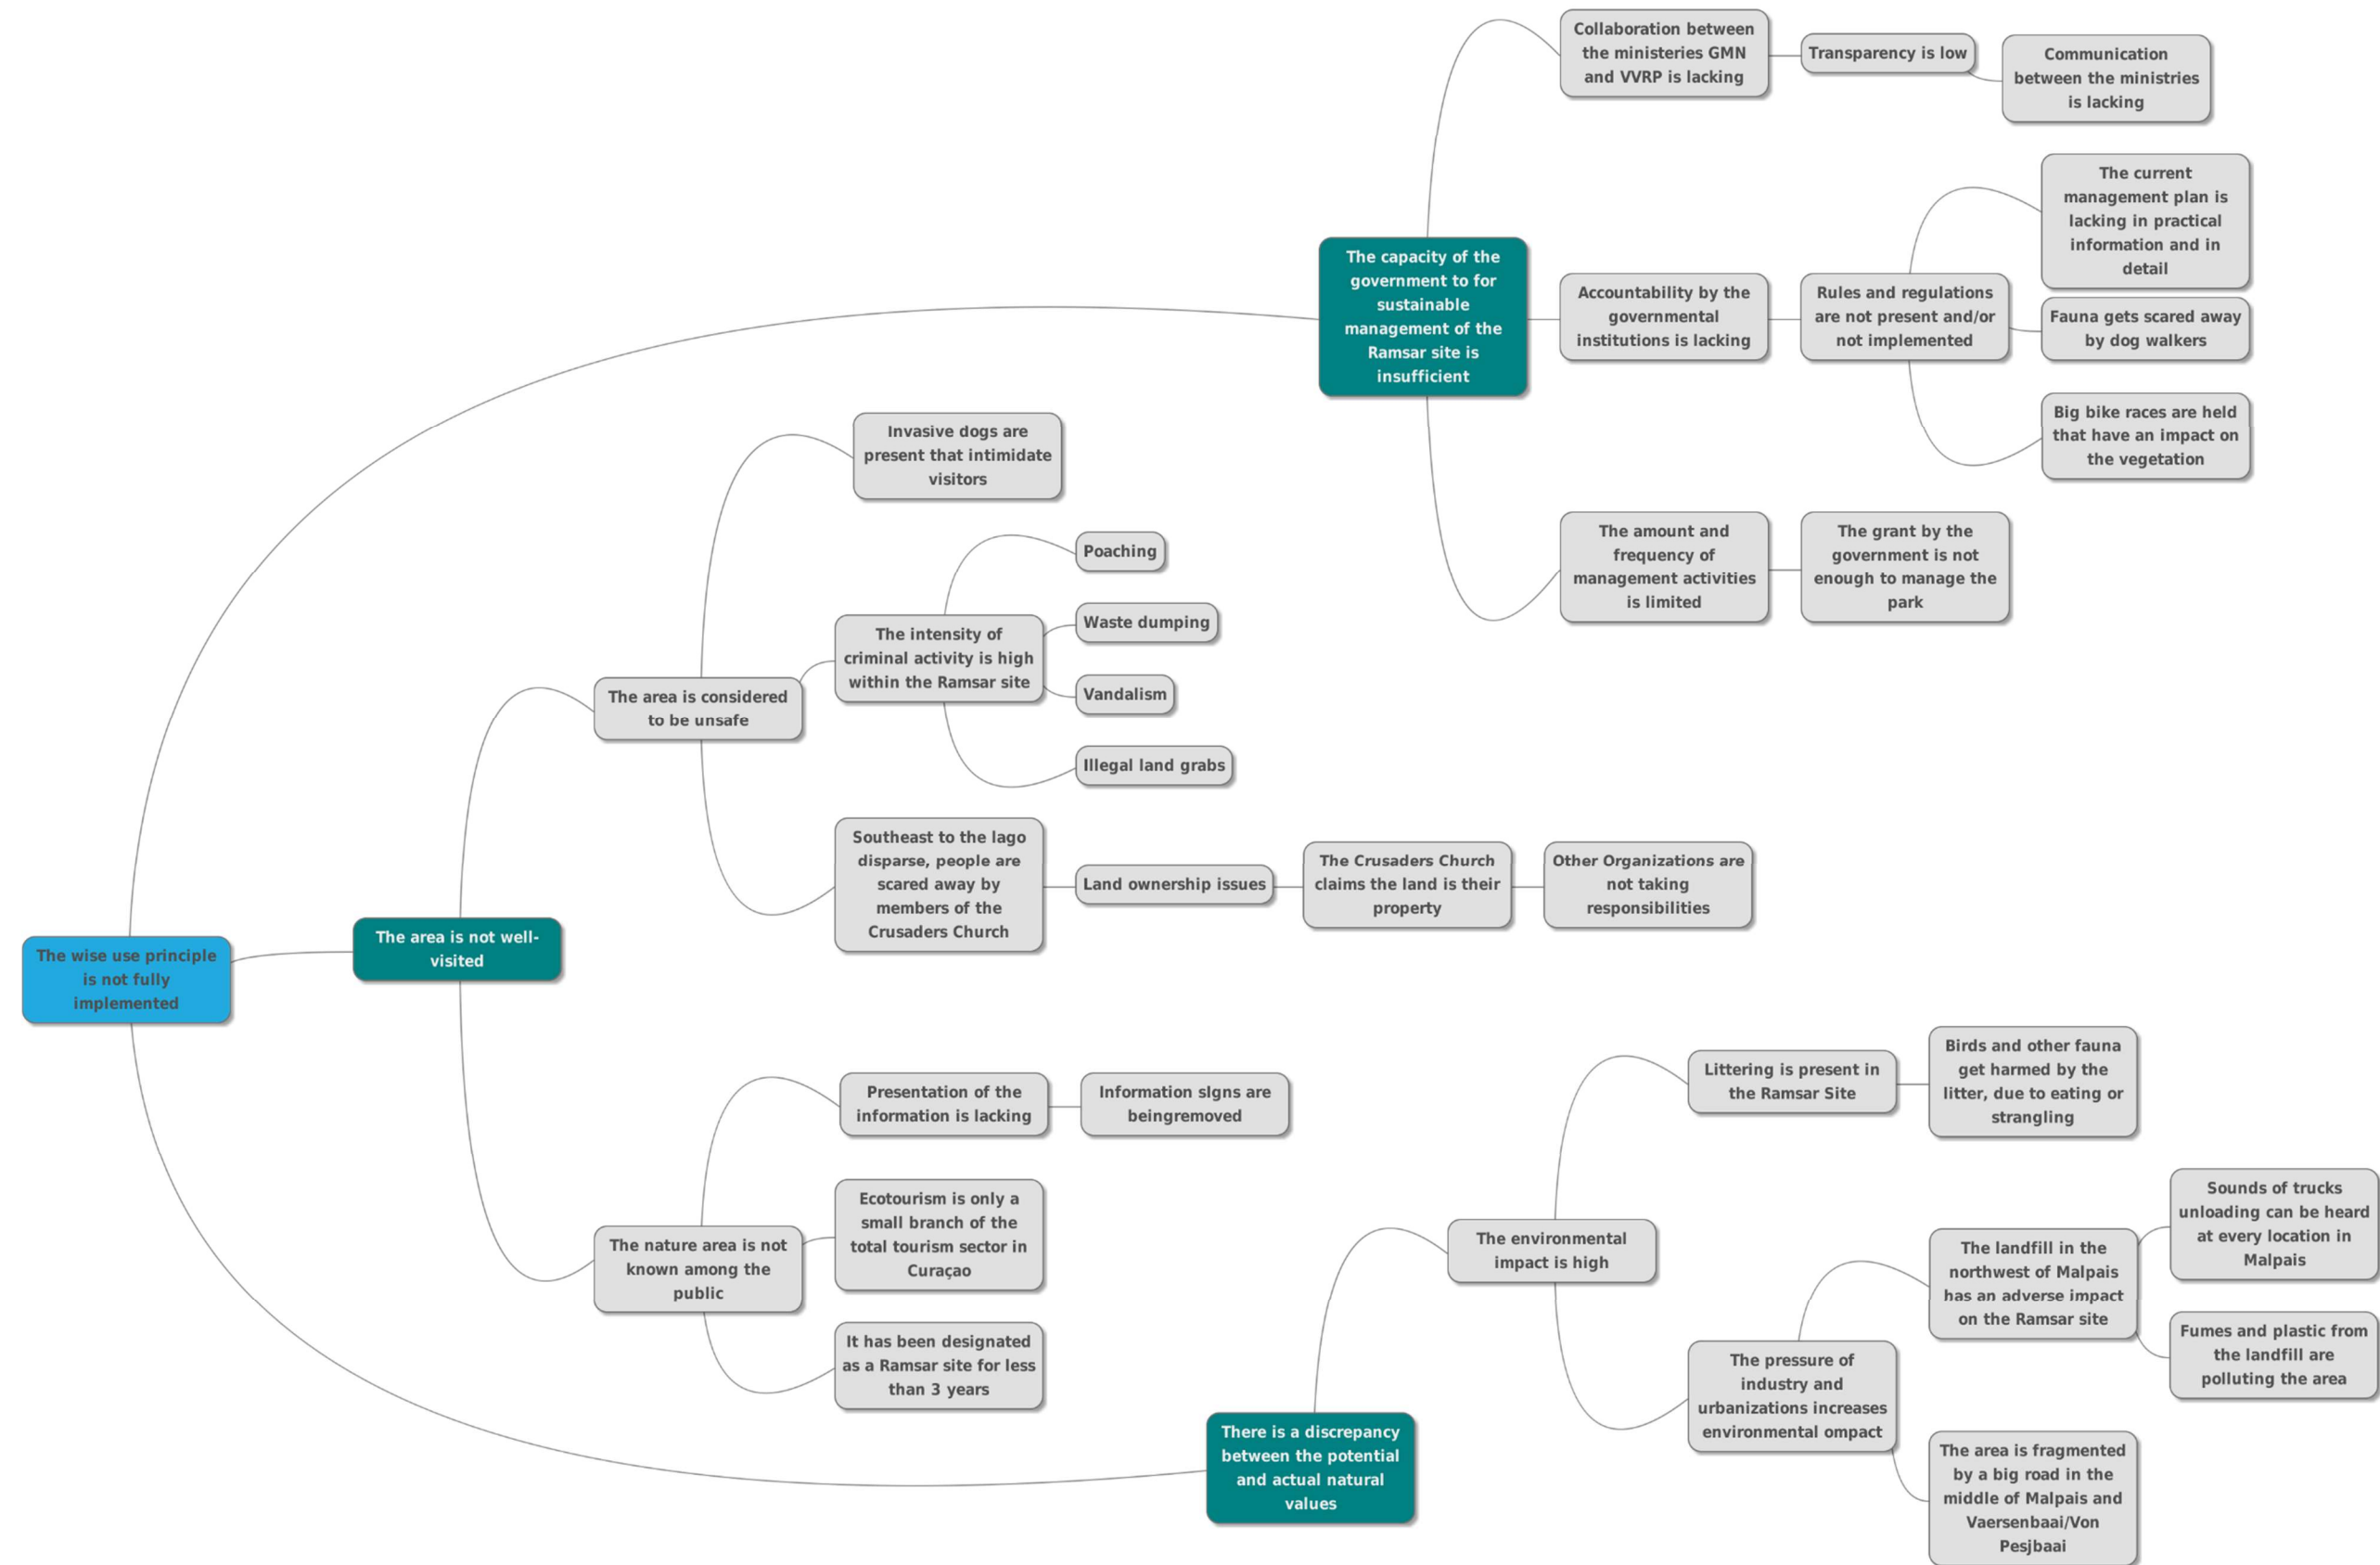 Collaboration between
the ministeries GMN
and VVRP is lacking
Transparency is low
Communication
between the ministries
is lacking
The capacity of the
government to for
sustainable
management of the
Ramsar site is
insufficient
Accountability by the
governmental
institutions is lacking
Rules and regulations
are not present and/or
not implemented
The current
management plan is
lacking in practical
information and in
detail
Fauna gets scared away
by dog walkers
Big bike races are held
that have an impact on
the vegetation
The amount and
frequency of
management activities
is limited
The grant by the
government is not
enough to manage the
park
Invasive dogs are
present that intimidate
visitors
The area is considered
to be unsafe
The intensity of
criminal activity is high
within the Ramsar site
Poaching
Waste dumping
Vandalism
Illegal land grabs
Southeast to the lago
disparse, people are
scared away by
members of the
Crusaders Church
Land ownership issues
The Crusaders Church
claims the land is their
property
Other Organizations are
not taking
responsibilities
The wise use principle
is not fully
implemented
The area is not well-
visited
The nature area is not
known among the
public
Presentation of the
information is lacking
Information sIgns are
beingremoved
Ecotourism is only a
small branch of the
total tourism sector in
Curaçao
It has been designated
as a Ramsar site for less
than 3 years
There is a discrepancy
between the potential
and actual natural
values
The environmental
impact is high
Littering is present in
the Ramsar Site
Birds and other fauna
get harmed by the
litter, due to eating or
strangling
The pressure of
industry and
urbanizations increases
environmental ompact
The landfill in the
northwest of Malpais
has an adverse impact
on the Ramsar site
Sounds of trucks
unloading can be heard
at every location in
Malpais
Fumes and plastic from
the landfill are
polluting the area
The area is fragmented
by a big road in the
middle of Malpais and
Vaersenbaai/Von
Pesjbaai